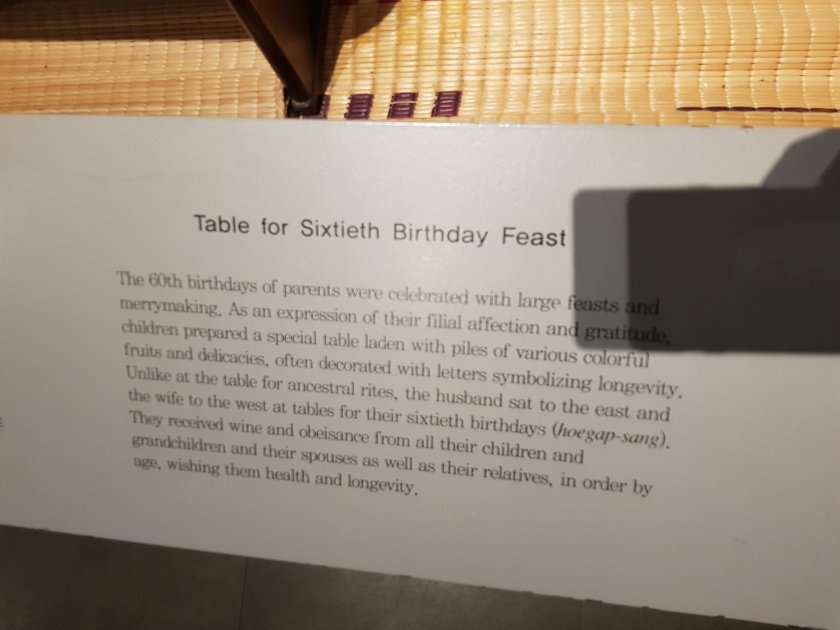 Table for Sixtieth Birthday Feast
The 60th birthdays of parents were celebrated with large feasts and
merrymaking. As an expression of their filial affection and gratitude,
children prepared a special table laden with piles of various colorful
fruits and delicacies, often decorated with letters symbolizing longevity.
Unlike at the table for ancestral rites, the husband sat to the east and
the wife to the west at tables for their sixtieth birthdays (hoegap-sang).
They received wine and obeisance from all their children and
grandchildren and their spouses as well as their relatives, in order by
age, wishing them health and longevity.